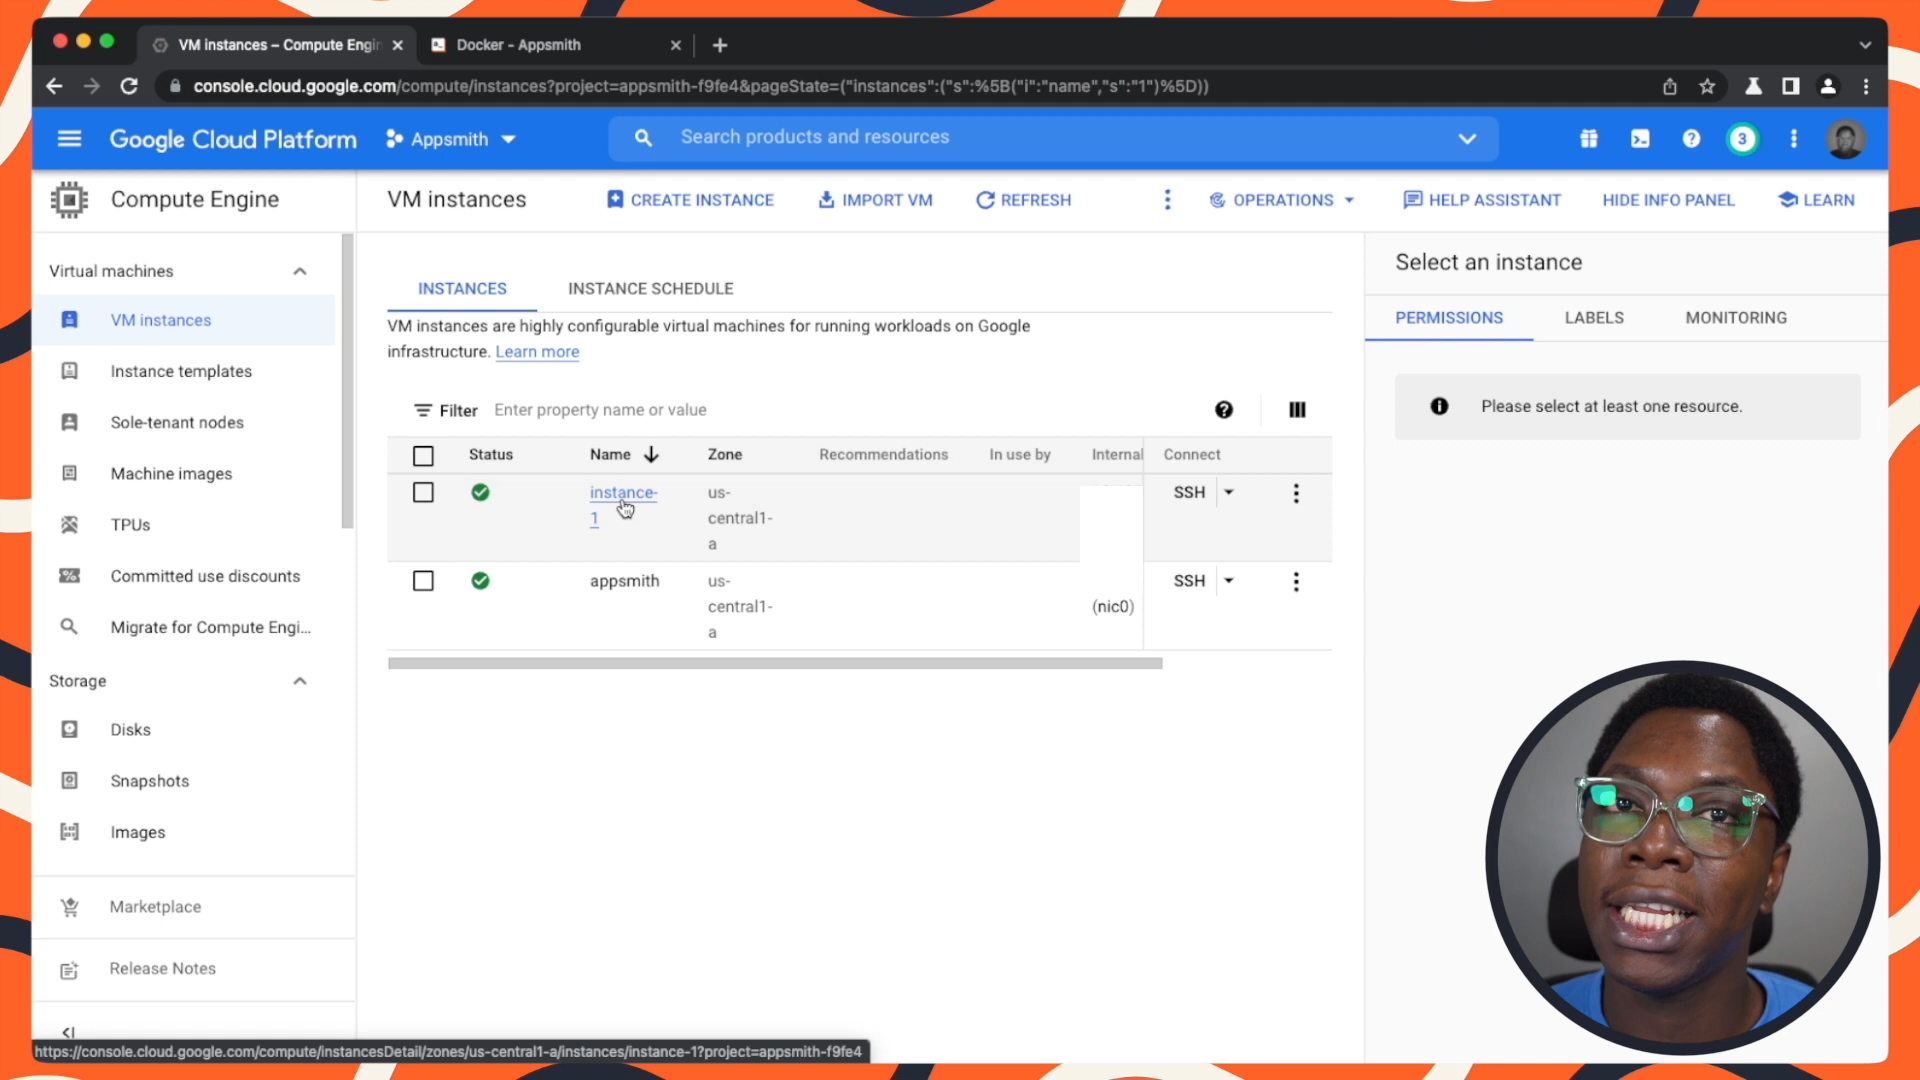 VM instances – Compute Engin
Docker - Appsmith
console.cloud.google.com/compute/instances?project=appsmith-f9fe4&pageState=("instances":("s":%5B("i":"name","s":"1")%5D))
Google Cloud Platform
Appsmith
Search products and resources
3
Compute Engine
VM instances
CREATE INSTANCE
IMPORT VM
REFRESH
OPERATIONS
HELP ASSISTANT
HIDE INFO PANEL
LEARN
Virtual machines
VM instances
Instance templates
Sole-tenant nodes
Machine images
TPUs
Committed use discounts
Migrate for Compute Engi...
Storage
Disks
Snapshots
Images
Marketplace
Release Notes
INSTANCES
INSTANCE SCHEDULE
VM instances are highly configurable virtual machines for running workloads on Google
infrastructure. Learn more
Filter Enter property name or value
Status Name Zone Recommendations In use by Internal Connect
instance-
1
us-
central1-
a
SSH
appsmith
us-
central1-
a
(nic0)
SSH
Select an instance
PERMISSIONS
LABELS
MONITORING
Please select at least one resource.
https://console.cloud.google.com/compute/instancesDetail/zones/us-central1-a/instances/instance-1?project=appsmith-f9fe4